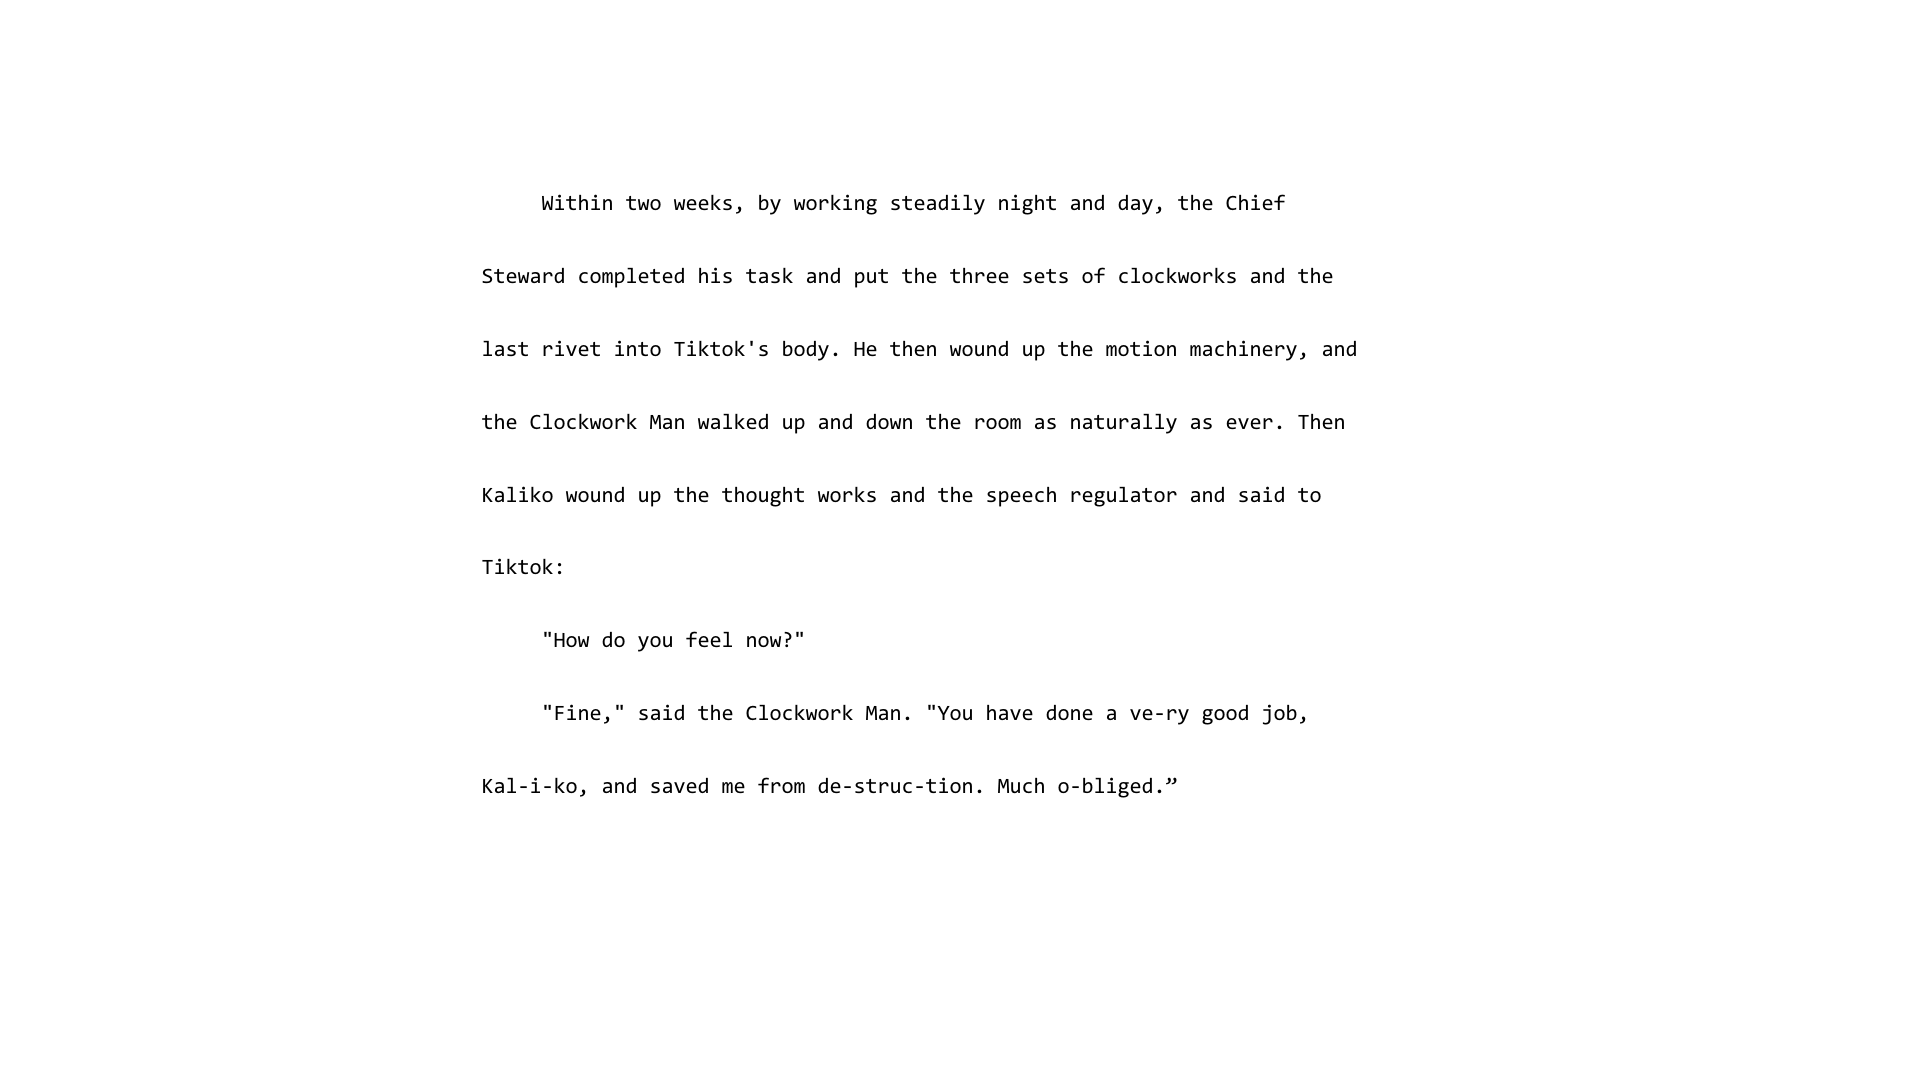 Within two weeks, by working steadily night and day, the Chief
Steward completed his task and put the three sets of clockworks and the
last rivet into Tiktok's body. He then wound up the motion machinery, and
the Clockwork Man walked up and down the room as naturally as ever. Then
Kaliko wound up the thought works and the speech regulator and said to
Tiktok:
"How do you feel now?"
"Fine," said the Clockwork Man. "You have done a ve-ry good job,
Kal-i-ko, and saved me from de-struc-tion. Much o-bliged.”